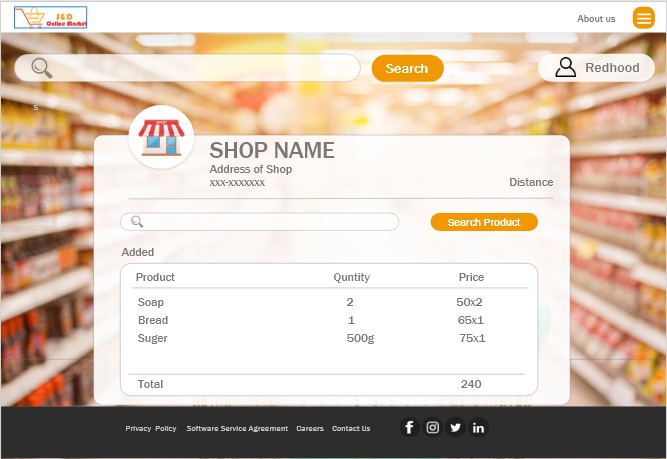 S&D
Online Market
About us
Search
Redhood
s
SHOP NAME
Address of Shop
xxx-xxxxxxx
Distance
Search Product
Added
Product Quntity Price
Soap 2 50x2
Bread 1 65x1
Suger 500g 75x1
Total 240
Privacy Policy Software Service Agreement Careers Contact Us